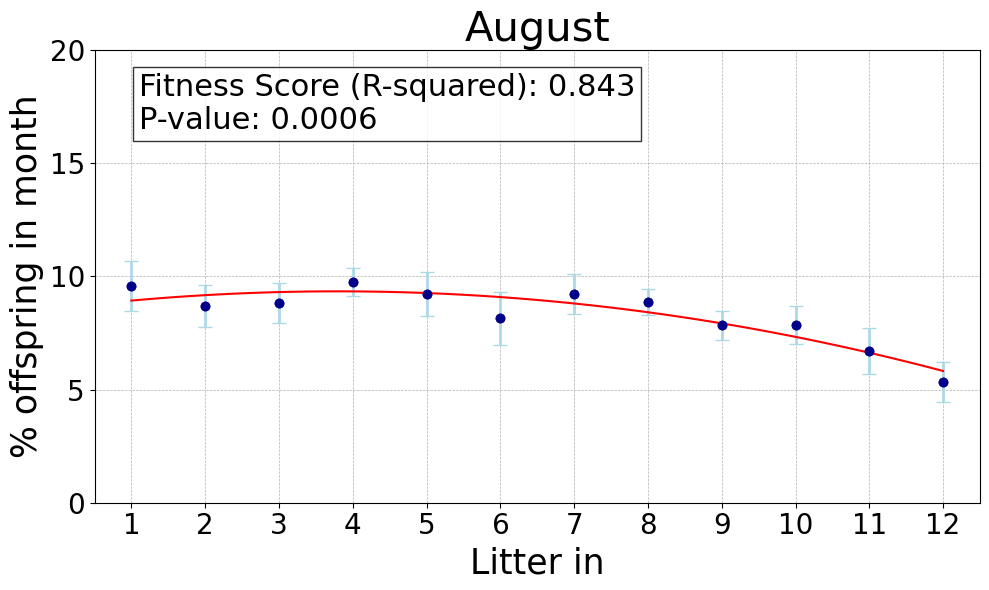 August
Fitness Score (R-squared): 0.843
P-value: 0.0006
% offspring in month
20
15
10
5
0
1 2 3 4 5 6 7 8 9 10 11 12
Litter in